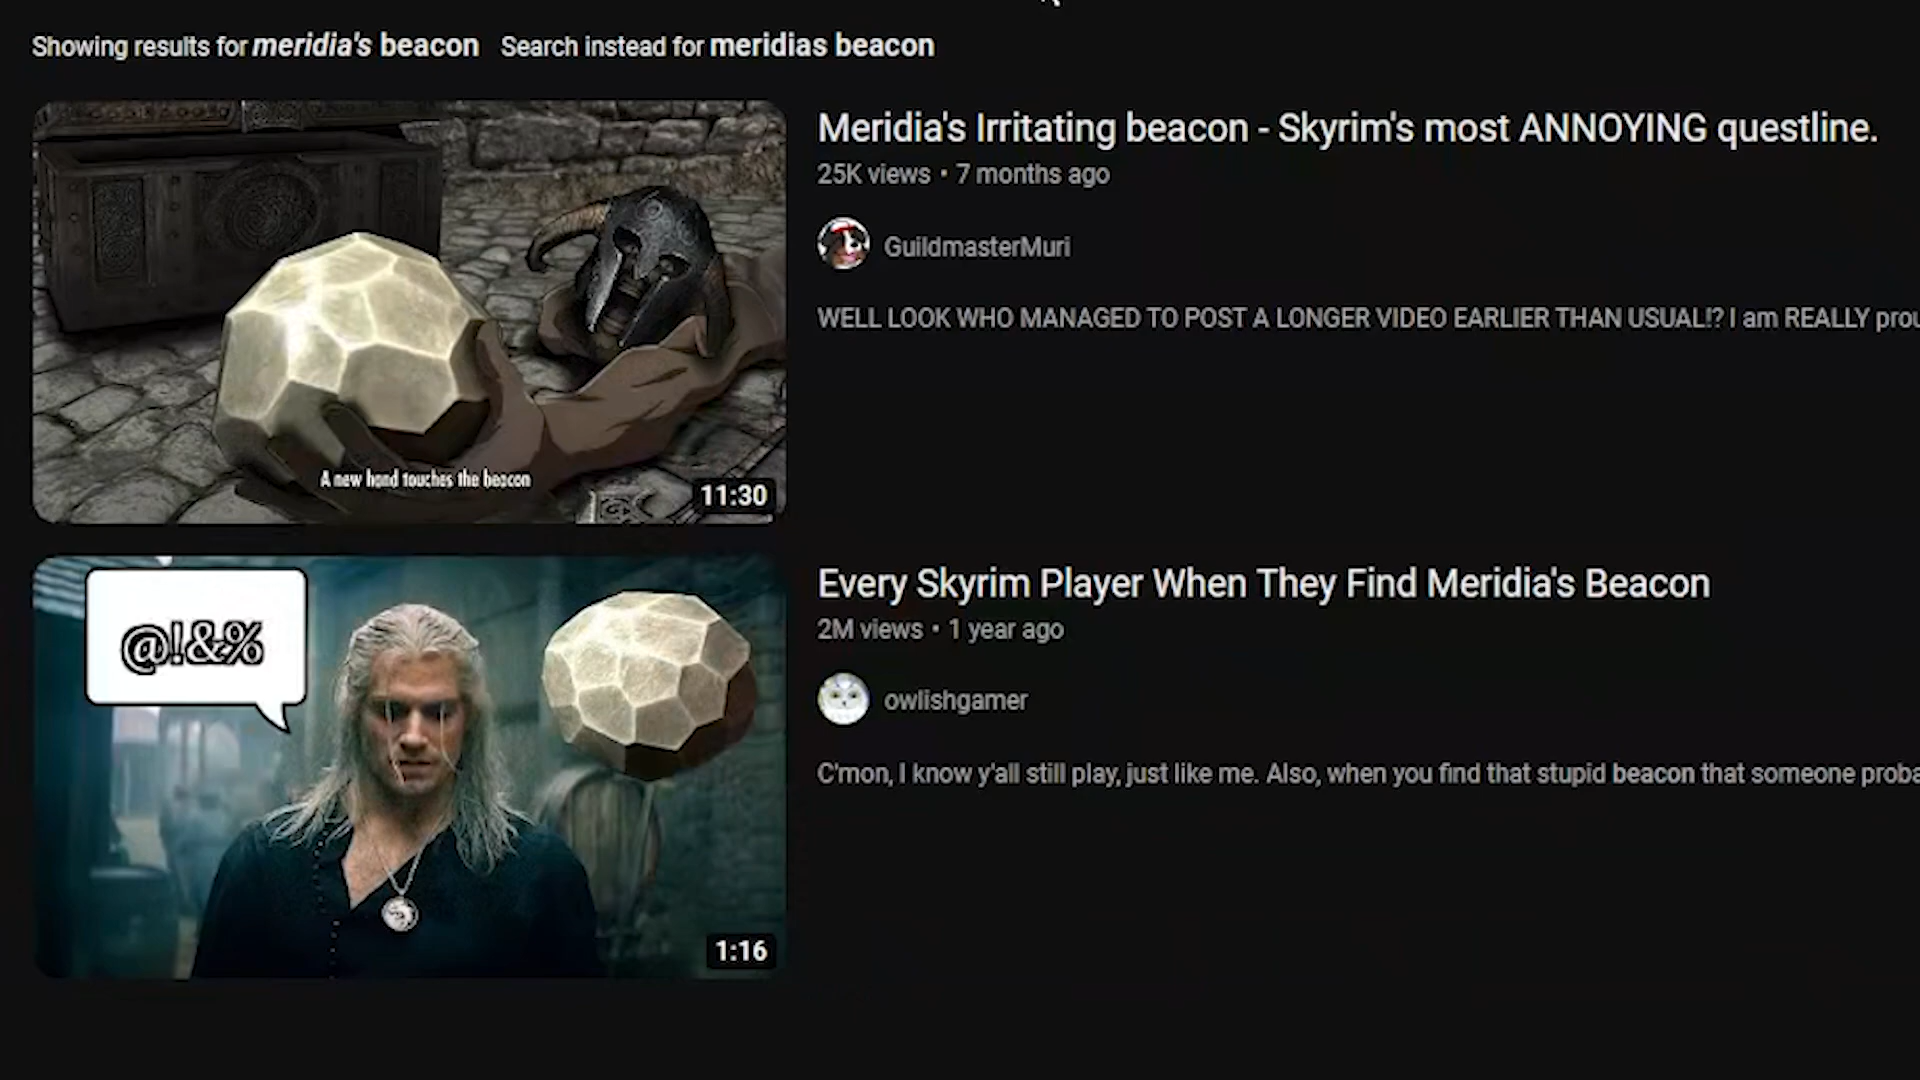 Showing results for meridia's beacon Search instead for meridias beacon
A new hand touches the beacon
11:30
Meridia's Irritating beacon - Skyrim's most ANNOYING questline.
25K views • 7 months ago
GuildmasterMuri
WELL LOOK WHO MANAGED TO POST A LONGER VIDEO EARLIER THAN USUAL!? I am REALLY prou
@!&%
1:16
Every Skyrim Player When They Find Meridia's Beacon
2M views • 1 year ago
owlishgamer
C'mon, I know y'all still play, just like me. Also, when you find that stupid beacon that someone proba